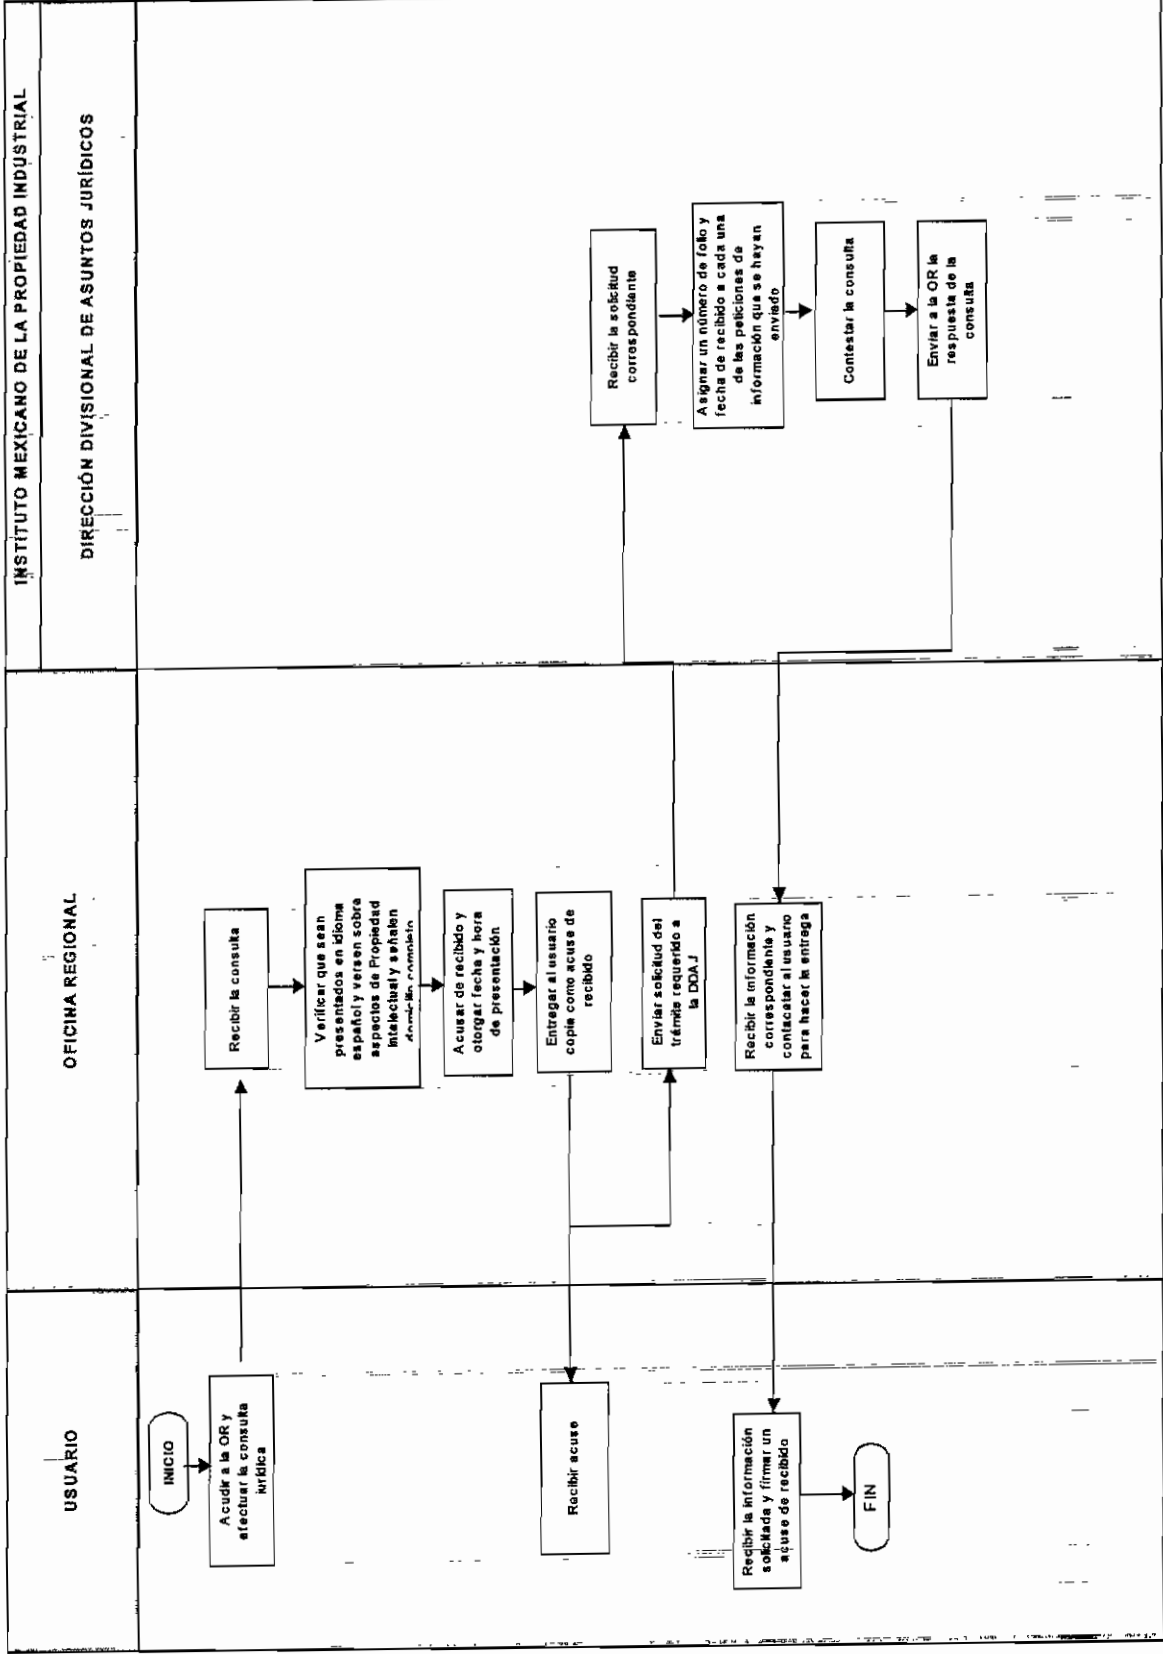 INSTITUTO MEXICANO DE LA PROPIEDAD INDUSTRIAL
USUARIO
OFICINA REGIONAL
DIRECCIÓN DIVISIONAL DE ASUNTOS JURÍDICOS
INICIO
Acudir a la OR y
efectuar la consulta
jurídica
Recibir la consulta
Verificar que sean
presentados en idioma
español y versen sobre
aspectos de Propiedad
Intelectual y señalen
domicilio completo
Acusar de recibido y
otorgar fecha y hora
de presentación
Entregar al usuario
copia como acuse de
recibido
Recibir acuse
Enviar solicitud del
trámite requerido a
la DDAJ
Recibir la solicitud
correspondiente
Asignar un número de folio y
fecha de recibido a cada una
de las peticiones de
información que se hayan
enviado
Contestar la consulta
Enviar a la OR la
respuesta de la
consulta
Recibir la información
correspondiente y
contacatar al usuario
para hacer la entrega
Recibir la información
solicitada y firmar un
acuse de recibido
FIN